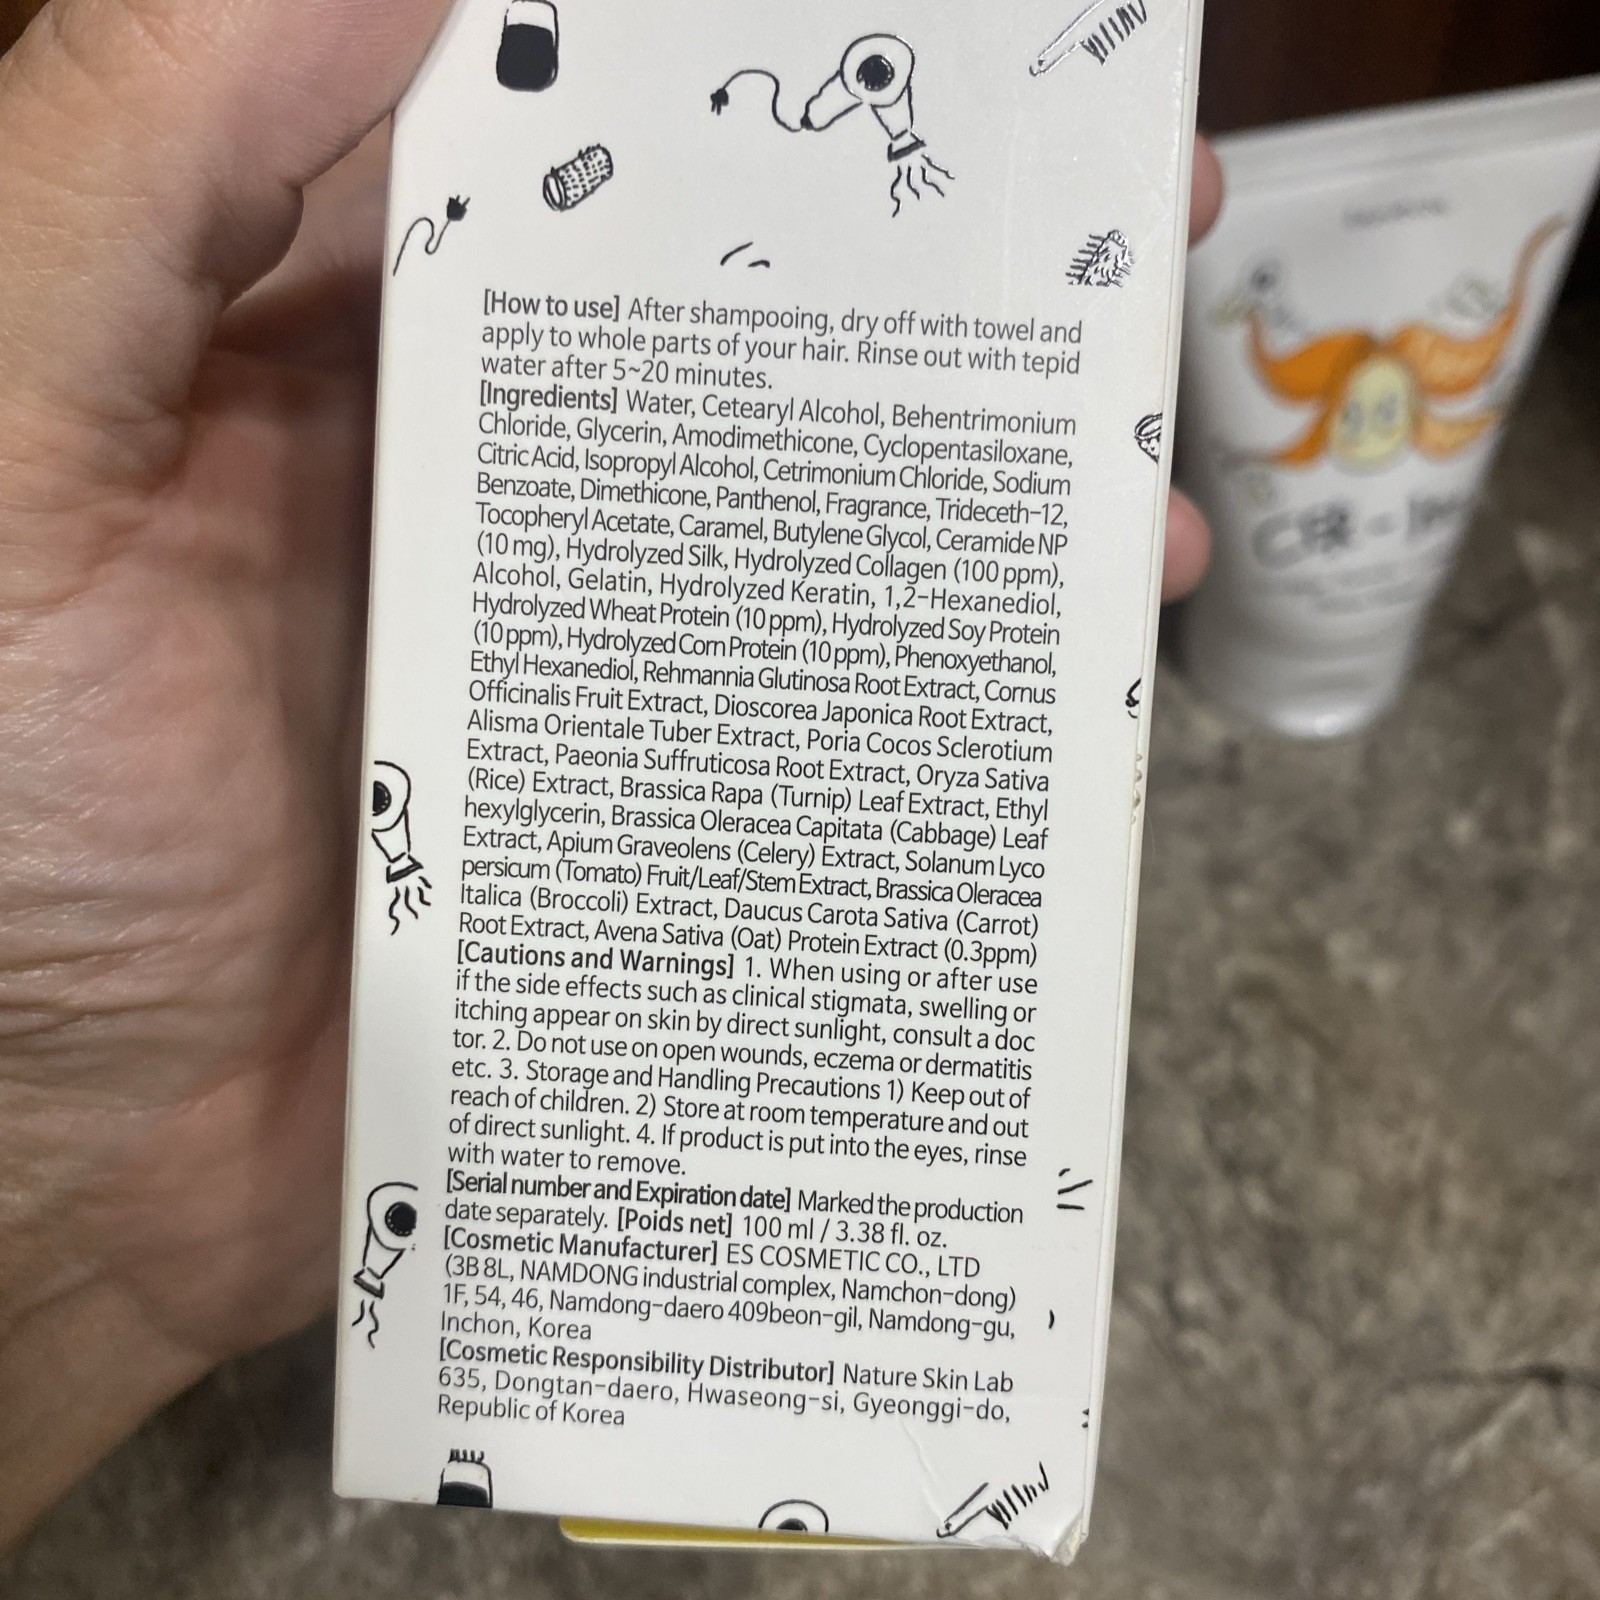 [How to use] After shampooing, dry off with towel and
apply to whole parts of your hair. Rinse out with tepid
water after 5~20 minutes.
[Ingredients] Water, Cetearyl Alcohol, Behentrimonium
Chloride, Glycerin, Amodimethicone, Cyclopentasiloxane,
Citric Acid, Isopropyl Alcohol, Cetrimonium Chloride, Sodium
Benzoate, Dimethicone, Panthenol, Fragrance, Trideceth-12,
Tocopheryl Acetate, Caramel, Butylene Glycol, Ceramide NP
(10 mg), Hydrolyzed Silk, Hydrolyzed Collagen (100 ppm),
Alcohol, Gelatin, Hydrolyzed Keratin, 1,2-Hexanediol,
Hydrolyzed Wheat Protein (10 ppm), Hydrolyzed Soy Protein
(10 ppm), Hydrolyzed Corn Protein (10 ppm), Phenoxyethanol,
Ethyl Hexanediol, Rehmannia Glutinosa Root Extract, Cornus
Officinalis Fruit Extract, Dioscorea Japonica Root Extract,
Alisma Orientale Tuber Extract, Poria Cocos Sclerotium
Extract, Paeonia Suffruticosa Root Extract, Oryza Sativa
(Rice) Extract, Brassica Rapa (Turnip) Leaf Extract, Ethyl
hexylglycerin, Brassica Oleracea Capitata (Cabbage) Leaf
Extract, Apium Graveolens (Celery) Extract, Solanum Lyco
persicum (Tomato) Fruit/Leaf/Stem Extract, Brassica Oleracea
Italica (Broccoli) Extract, Daucus Carota Sativa (Carrot)
Root Extract, Avena Sativa (Oat) Protein Extract (0.3ppm)
[Cautions and Warnings] 1. When using or after use
if the side effects such as clinical stigmata, swelling or
itching appear on skin by direct sunlight, consult a doc
tor. 2. Do not use on open wounds, eczema or dermatitis
etc. 3. Storage and Handling Precautions 1) Keep out of
reach of children. 2) Store at room temperature and out
of direct sunlight. 4. If product is put into the eyes, rinse
with water to remove.
[Serial number and Expiration date] Marked the production
date separately. [Poids net] 100 ml / 3.38 fl. oz.
[Cosmetic Manufacturer] ES COSMETIC CO., LTD
(3B 8L, NAMDONG industrial complex, Namchon-dong)
1F, 54, 46, Namdong-daero 409beon-gil, Namdong-gu,
Inchon, Korea
[Cosmetic Responsibility Distributor] Nature Skin Lab
635, Dongtan-daero, Hwaseong-si, Gyeonggi-do,
Republic of Korea